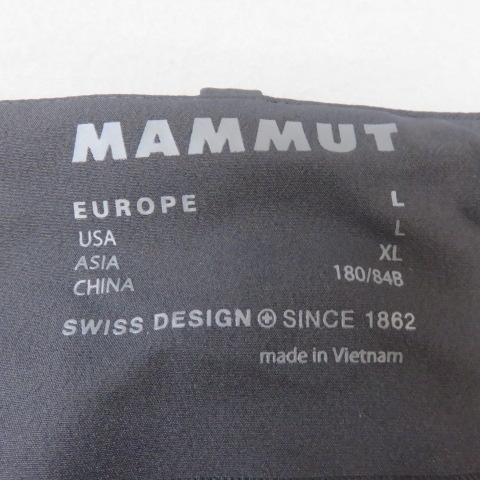 MAMMUT
EUROPE L
USA L
ASIA XL
CHINA 180/84B
SWISS DESIGN SINCE 1862
made in Vietnam